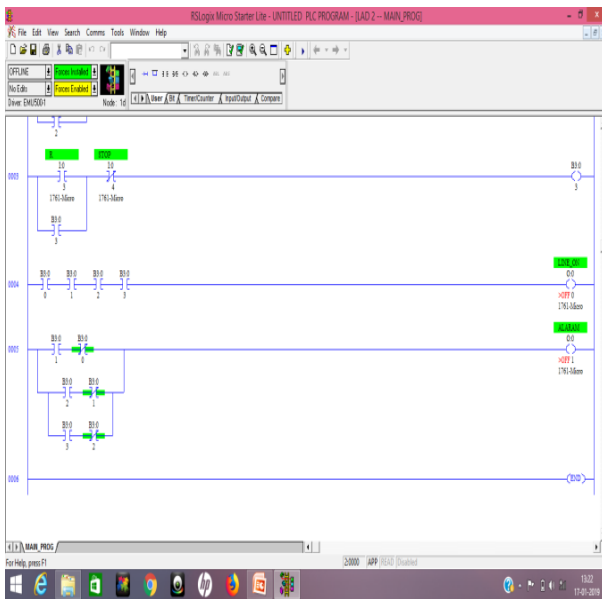 RSLogix Micro Starter Lite - UNTITLED PLC PROGRAM - [LAD 2 -- MAIN_PROG]
File Edit View Search Comms Tools Window Help
OFFLINE Forces Installed
No Edits Forces Enabled
Driver: EMU500-1 Node: 1d
User Bit Timer/Counter Input/Output Compare
2
STOP
0003
I:0
3
1761-Micro
I:0
4
1761-Micro
B3:0
3
B3:0
3
0004
B3:0 B3:0 B3:0 B3:0
0 1 2 3
O:0
>OFF 0
1761-Micro
ALARAM
0005
B3:0 B3:0
1 0
O:0
>OFF 1
1761-Micro
B3:0 B3:0
2 1
B3:0 B3:0
3 2
0006
END
MAIN_PROG
For Help, press F1
2:0000 APP READ Disabled
13:22
17-01-2019